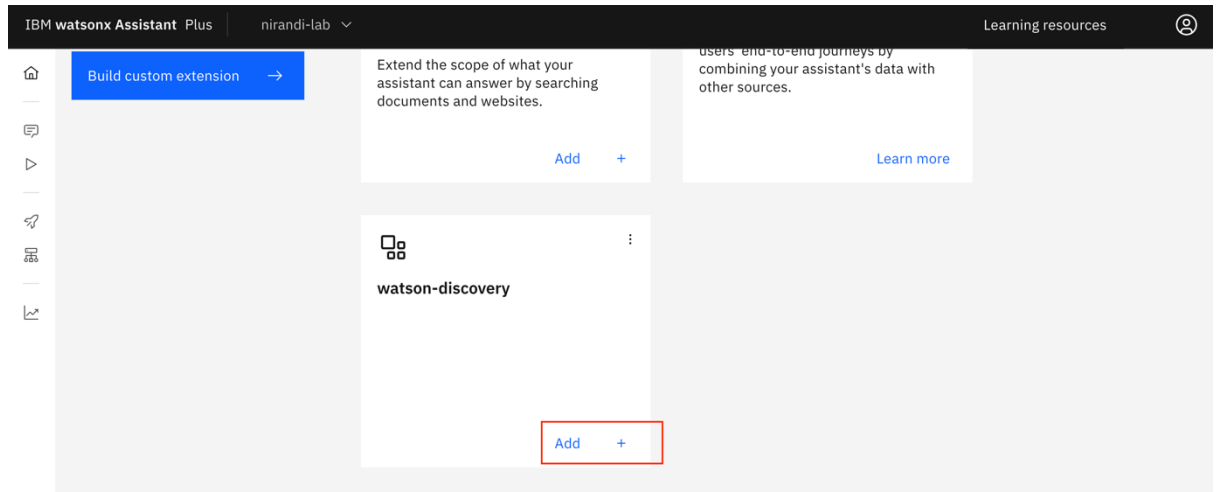 IBM watsonx Assistant Plus
nirandi-lab
Learning resources
Build custom extension
Extend the scope of what your
assistant can answer by searching
documents and websites.
Add +
users' end-to-end journeys by
combining your assistant's data with
other sources.
Learn more
watson-discovery
Add +